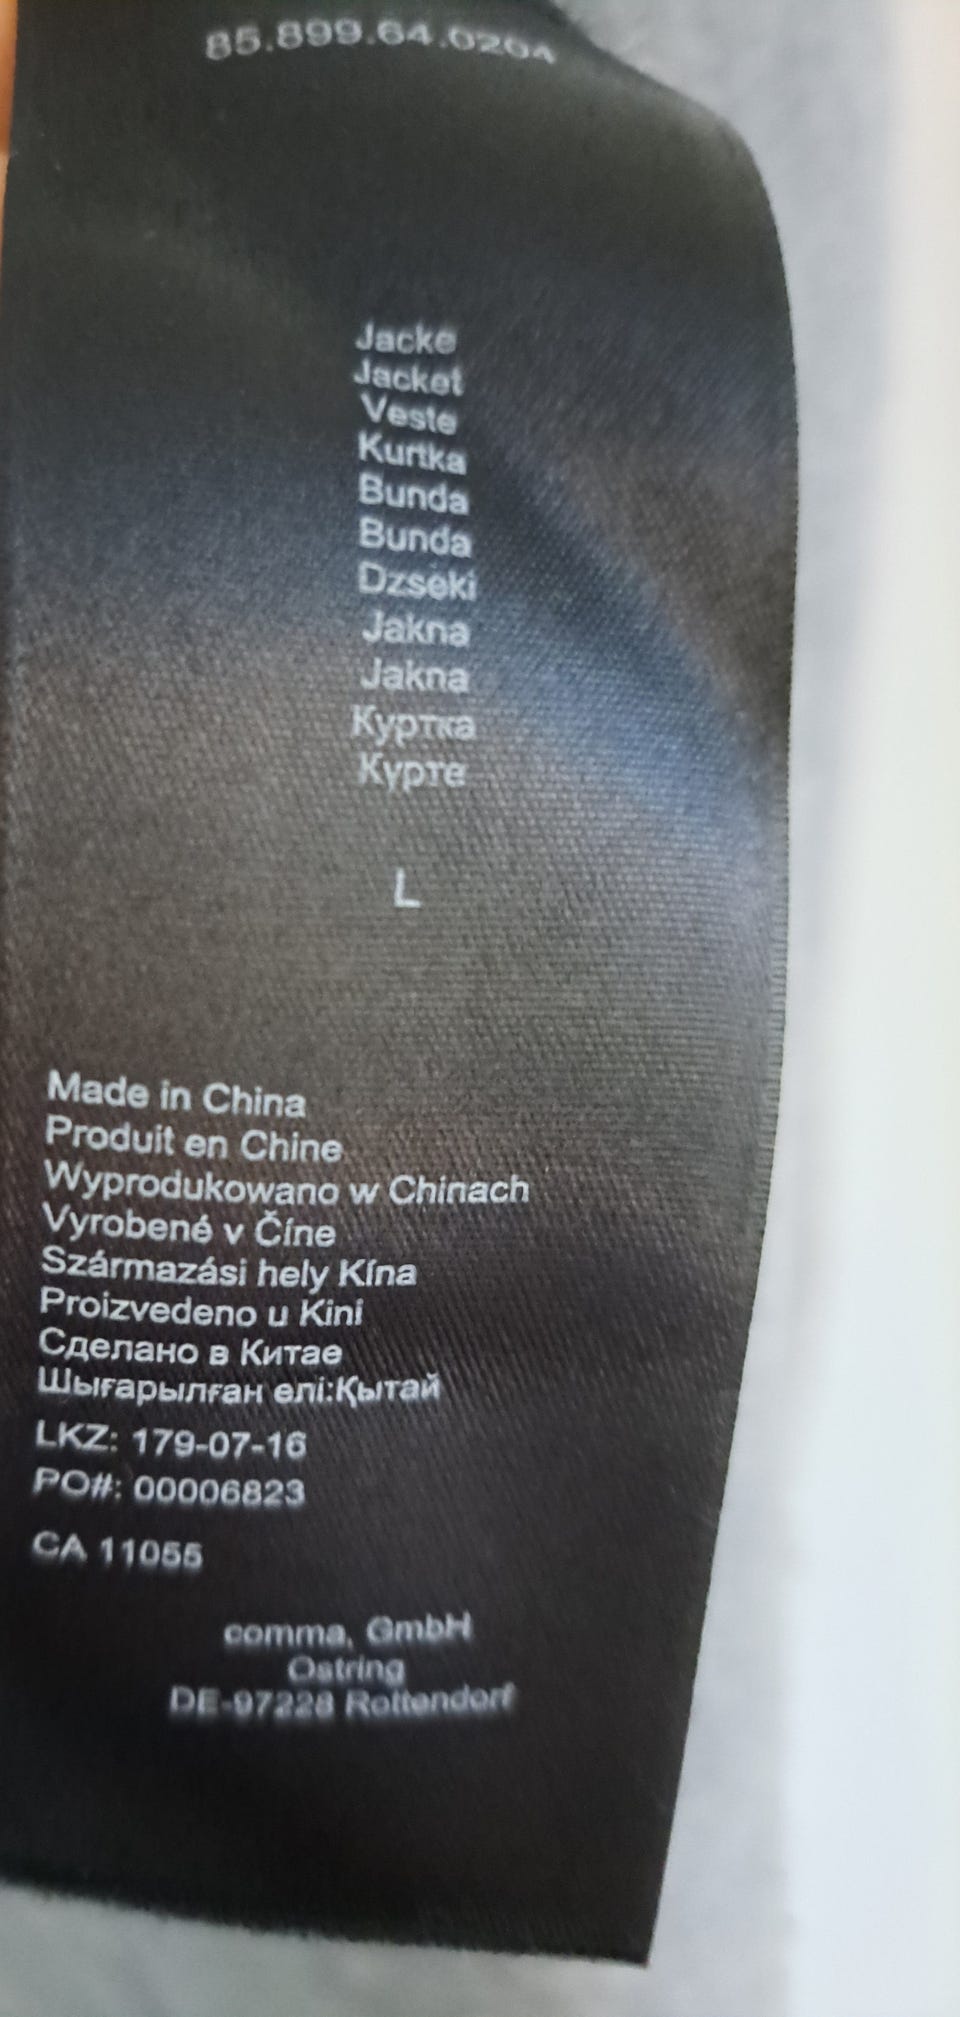 85.899.64.0204
Jacke
Jacket
Veste
Kurtka
Bunda
Bunda
Dzseki
Jakna
Jakna
Куртка
Курте
L
Made in China
Produit en Chine
Wyprodukowano w Chinach
Vyrobené v Číne
Származási hely Kína
Proizvedeno u Kini
Сделано в Китае
Шығарылған елі:Қытай
LKZ: 179-07-16
PO#: 00006823
CA 11055
comma, GmbH
Ostring
DE-97228 Rottendorf